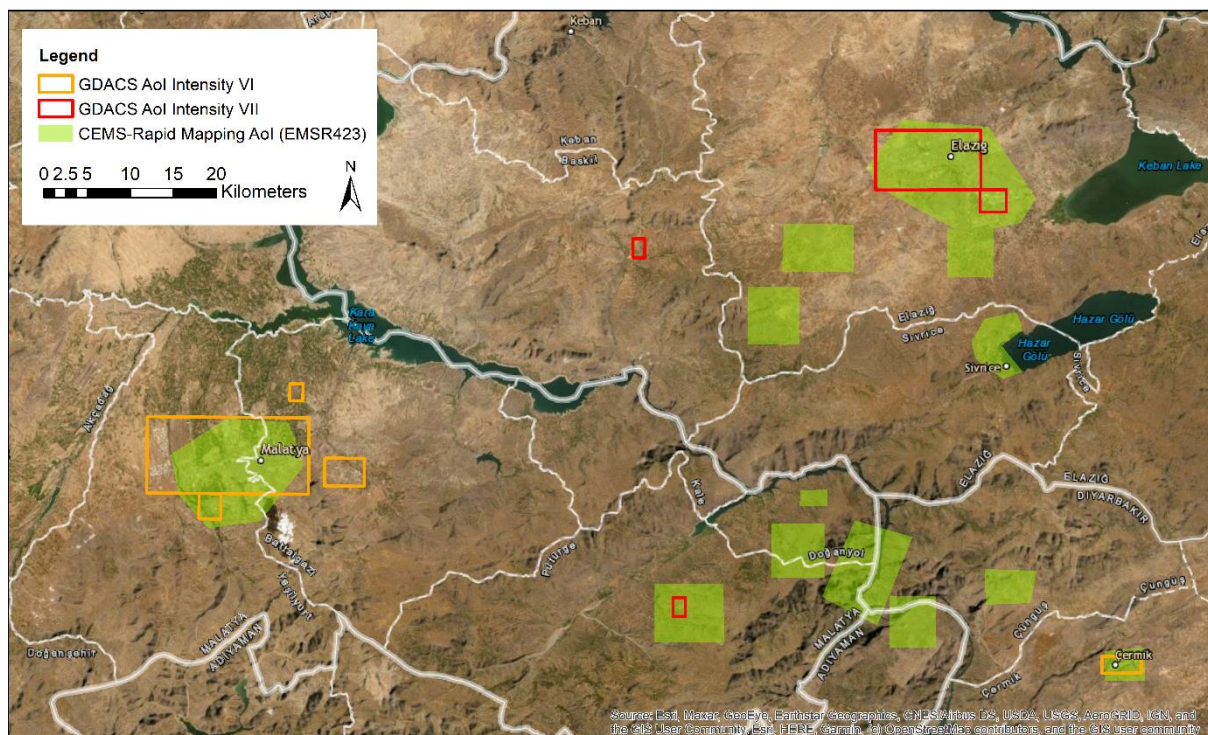 Keban
Legend
GDACS AoI Intensity VI
GDACS AoI Intensity VII
CEMS-Rapid Mapping AoI (EMSR423)
0 2.5 5 10 15 20
Kilometers
N
Keban
Baskil
Elazig
Keban Lake
Elazığ
Sivrice
Hazar Gölü
Hazar
Gölü
Sivrice
Sivrice
Kara
Kaya
Lake
Akçadağ
Malatya
Battalgazi
Yeşilyurt
Pütürge
Kale
Doğanyol
ELAZIĞ
ELAZIĞ
DİYARBAKIR
Çüngüş
Çüngüş
Çermik
Çermik
MALATYA
ADIYAMAN
MALATYA
ADIYAMAN
Doğanşehir
Source: Esri, Maxar, GeoEye, Earthstar Geographics, CNES/Airbus DS, USDA, USGS, AeroGRID, IGN, and
the GIS User Community, Esri, HERE, Garmin, (c) OpenStreetMap contributors, and the GIS user community